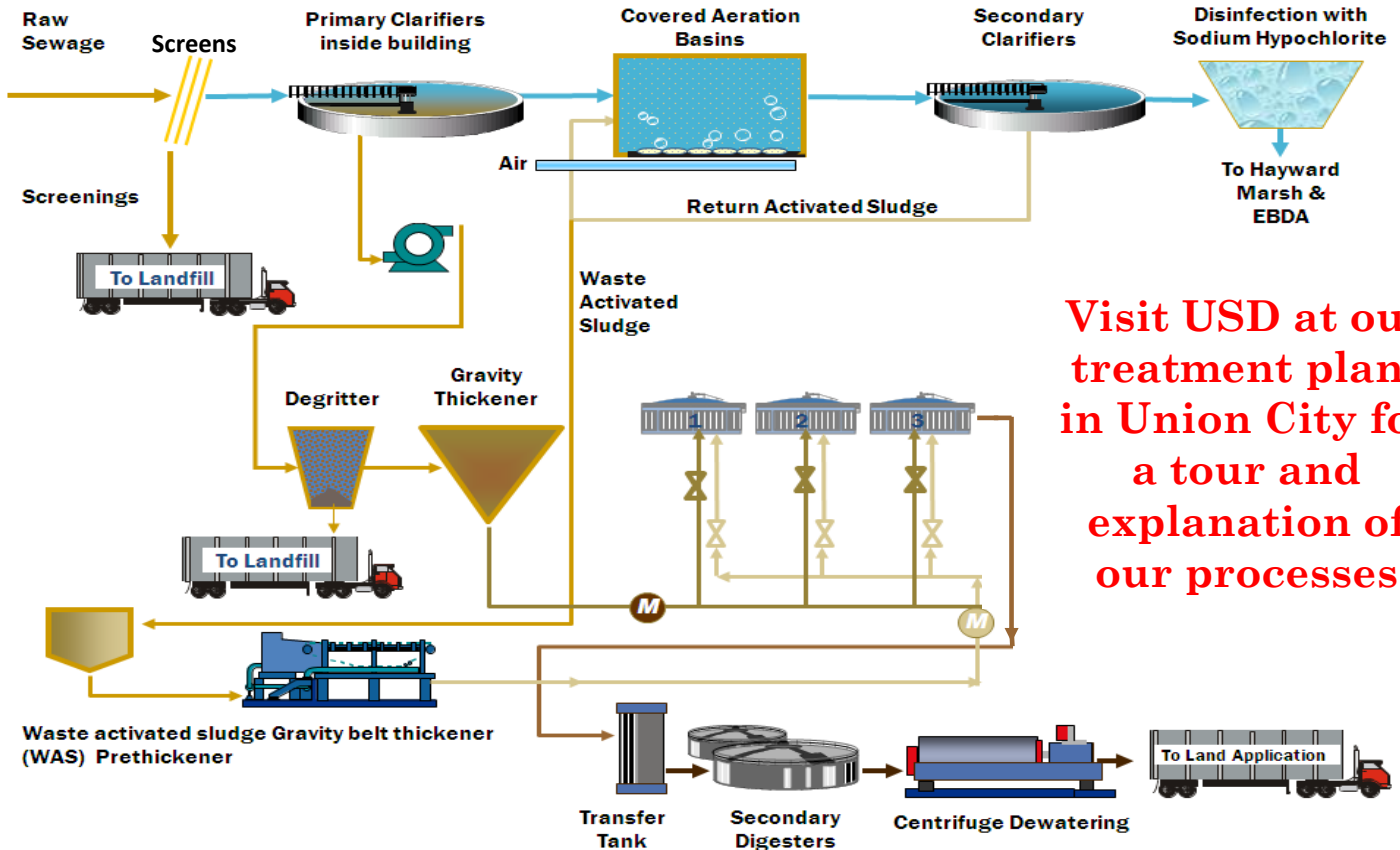 Raw
Sewage
Screens
Primary Clarifiers
inside building
Covered Aeration
Basins
Secondary
Clarifiers
Disinfection with
Sodium Hypochlorite
Air
To Hayward
Marsh &
EBDA
Screenings
Return Activated Sludge
To Landfill
Waste
Activated
Sludge
Visit USD at ou
treatment plan
in Union City fo
a tour and
explanation of
our processes
Degritter
Gravity
Thickener
1
2
3
To Landfill
M
M
Waste activated sludge Gravity belt thickener
(WAS) Prethickener
To Land Application
Transfer
Tank
Secondary
Digesters
Centrifuge Dewatering